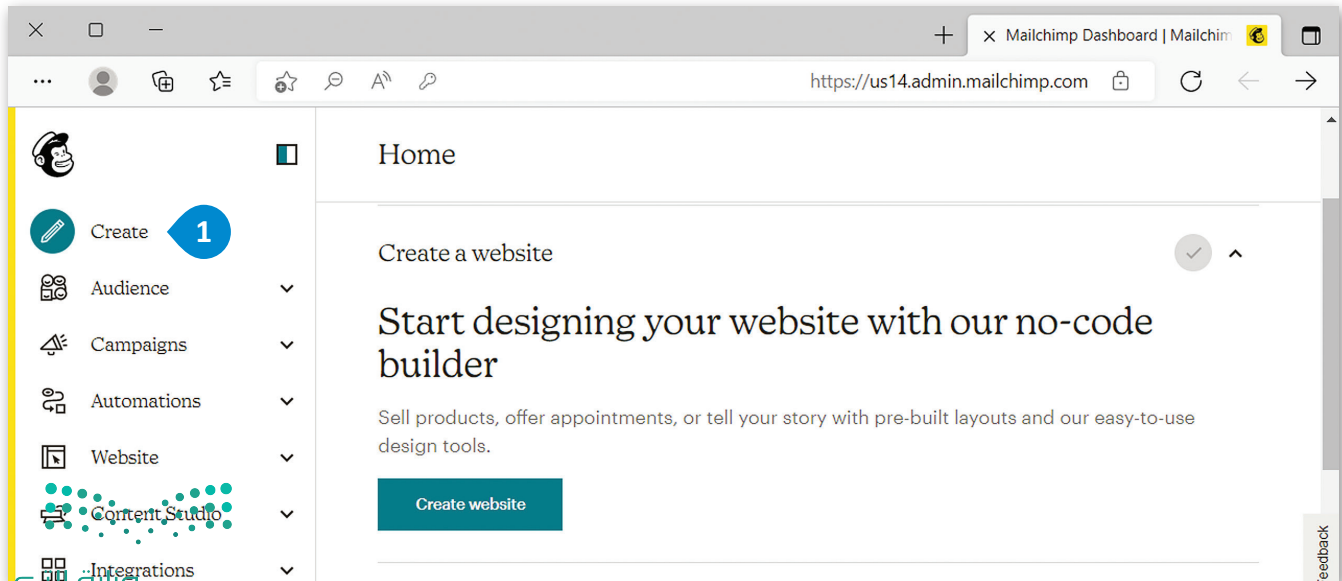 Mailchimp Dashboard | Mailchim
https://us14.admin.mailchimp.com
Home
Create
1
Audience
Campaigns
Automations
Website
Content Studio
Integrations
Create a website
Start designing your website with our no-code
builder
Sell products, offer appointments, or tell your story with pre-built layouts and our easy-to-use
design tools.
Create website
eedback